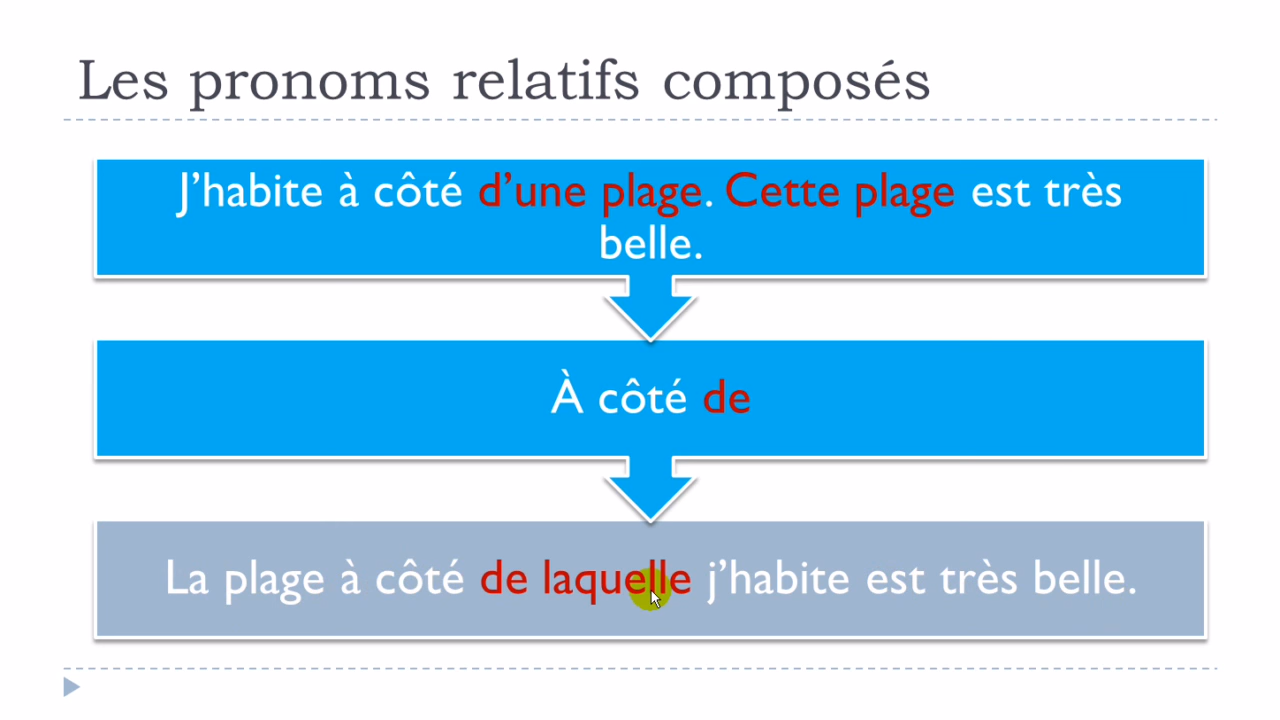 Les pronoms relatifs composés
J’habite à côté d’une plage. Cette plage est très
belle.
À côté de
La plage à côté de laquelle j’habite est très belle.